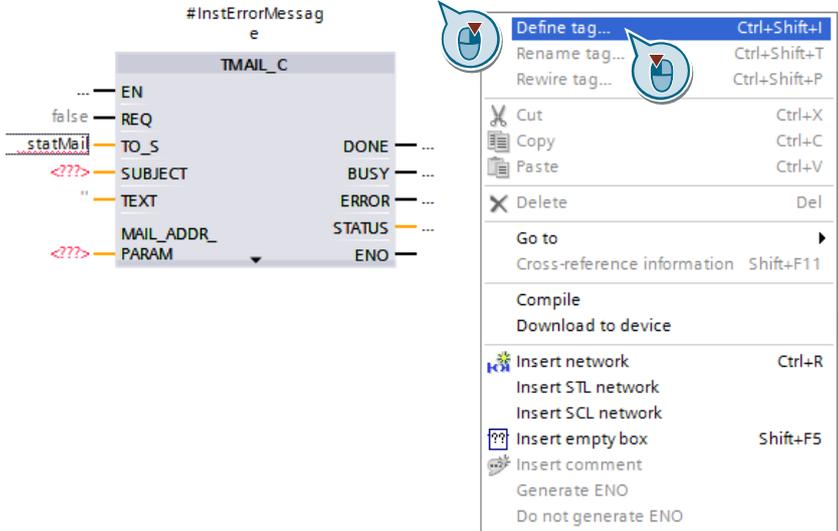 #InstErrorMessag
e
TMAIL_C
... EN
false REQ
statMail TO_S DONE ...
<???> SUBJECT BUSY ...
'' TEXT ERROR ...
MAIL_ADDR_ STATUS ...
<???> PARAM ENO
Define tag... Ctrl+Shift+I
Rename tag... Ctrl+Shift+T
Rewire tag... Ctrl+Shift+P
Cut Ctrl+X
Copy Ctrl+C
Paste Ctrl+V
Delete Del
Go to
Cross-reference information Shift+F11
Compile
Download to device
Insert network Ctrl+R
Insert STL network
Insert SCL network
?? Insert empty box Shift+F5
Insert comment
Generate ENO
Do not generate ENO